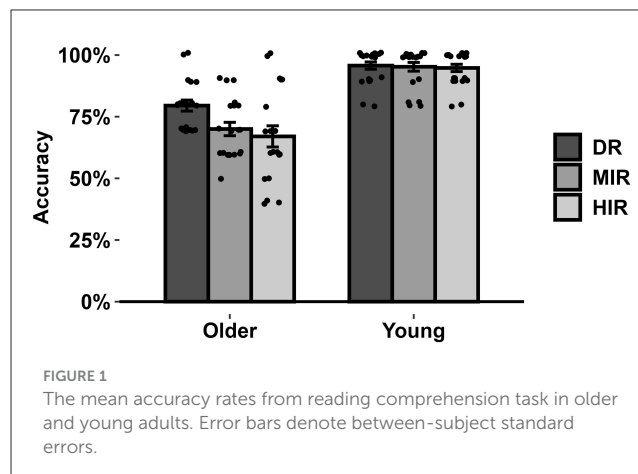 100%
75%
50%
25%
0%
Accuracy
Older
Young
DR
MIR
HIR
FIGURE 1
The mean accuracy rates from reading comprehension task in older
and young adults. Error bars denote between-subject standard
errors.